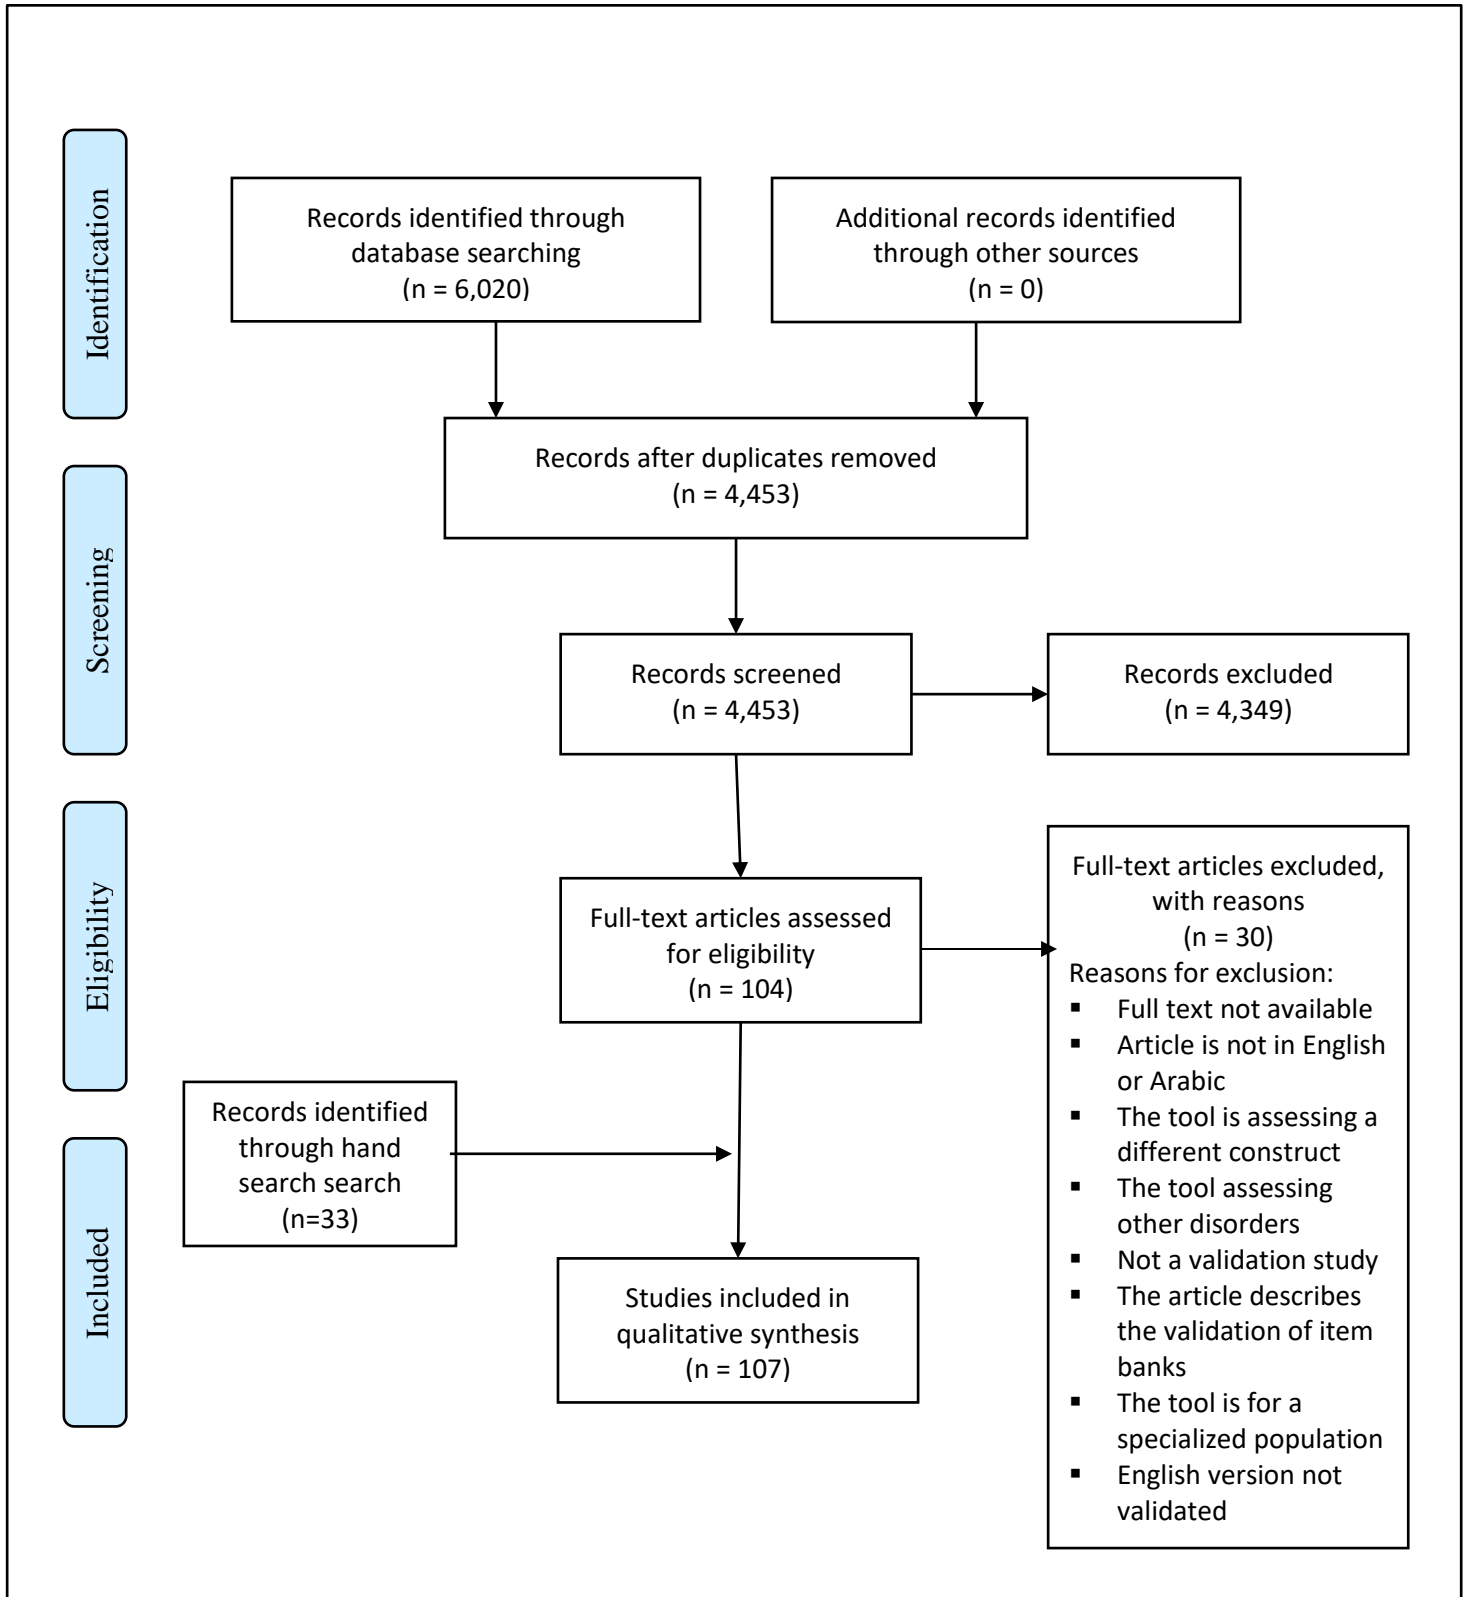 Identification
Records identified through
database searching
(n = 6,020)
Additional records identified
through other sources
(n = 0)
Records after duplicates removed
(n = 4,453)
Screening
Records screened
(n = 4,453)
Records excluded
(n = 4,349)
Eligibility
Full-text articles assessed
for eligibility
(n = 104)
Full-text articles excluded,
with reasons
(n = 30)
Reasons for exclusion:
▪ Full text not available
▪ Article is not in English
or Arabic
▪ The tool is assessing a
different construct
▪ The tool assessing
other disorders
▪ Not a validation study
▪ The article describes
the validation of item
banks
▪ The tool is for a
specialized population
▪ English version not
validated
Records identified
through hand
search search
(n=33)
Included
Studies included in
qualitative synthesis
(n = 107)